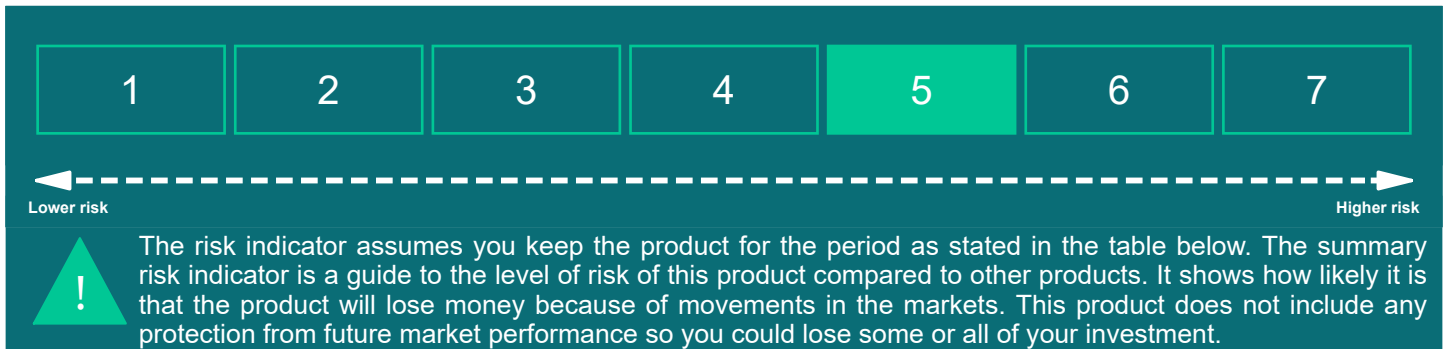 1 2 3 4 5 6 7
Lower risk Higher risk
! The risk indicator assumes you keep the product for the period as stated in the table below. The summary
risk indicator is a guide to the level of risk of this product compared to other products. It shows how likely it is
that the product will lose money because of movements in the markets. This product does not include any
protection from future market performance so you could lose some or all of your investment.